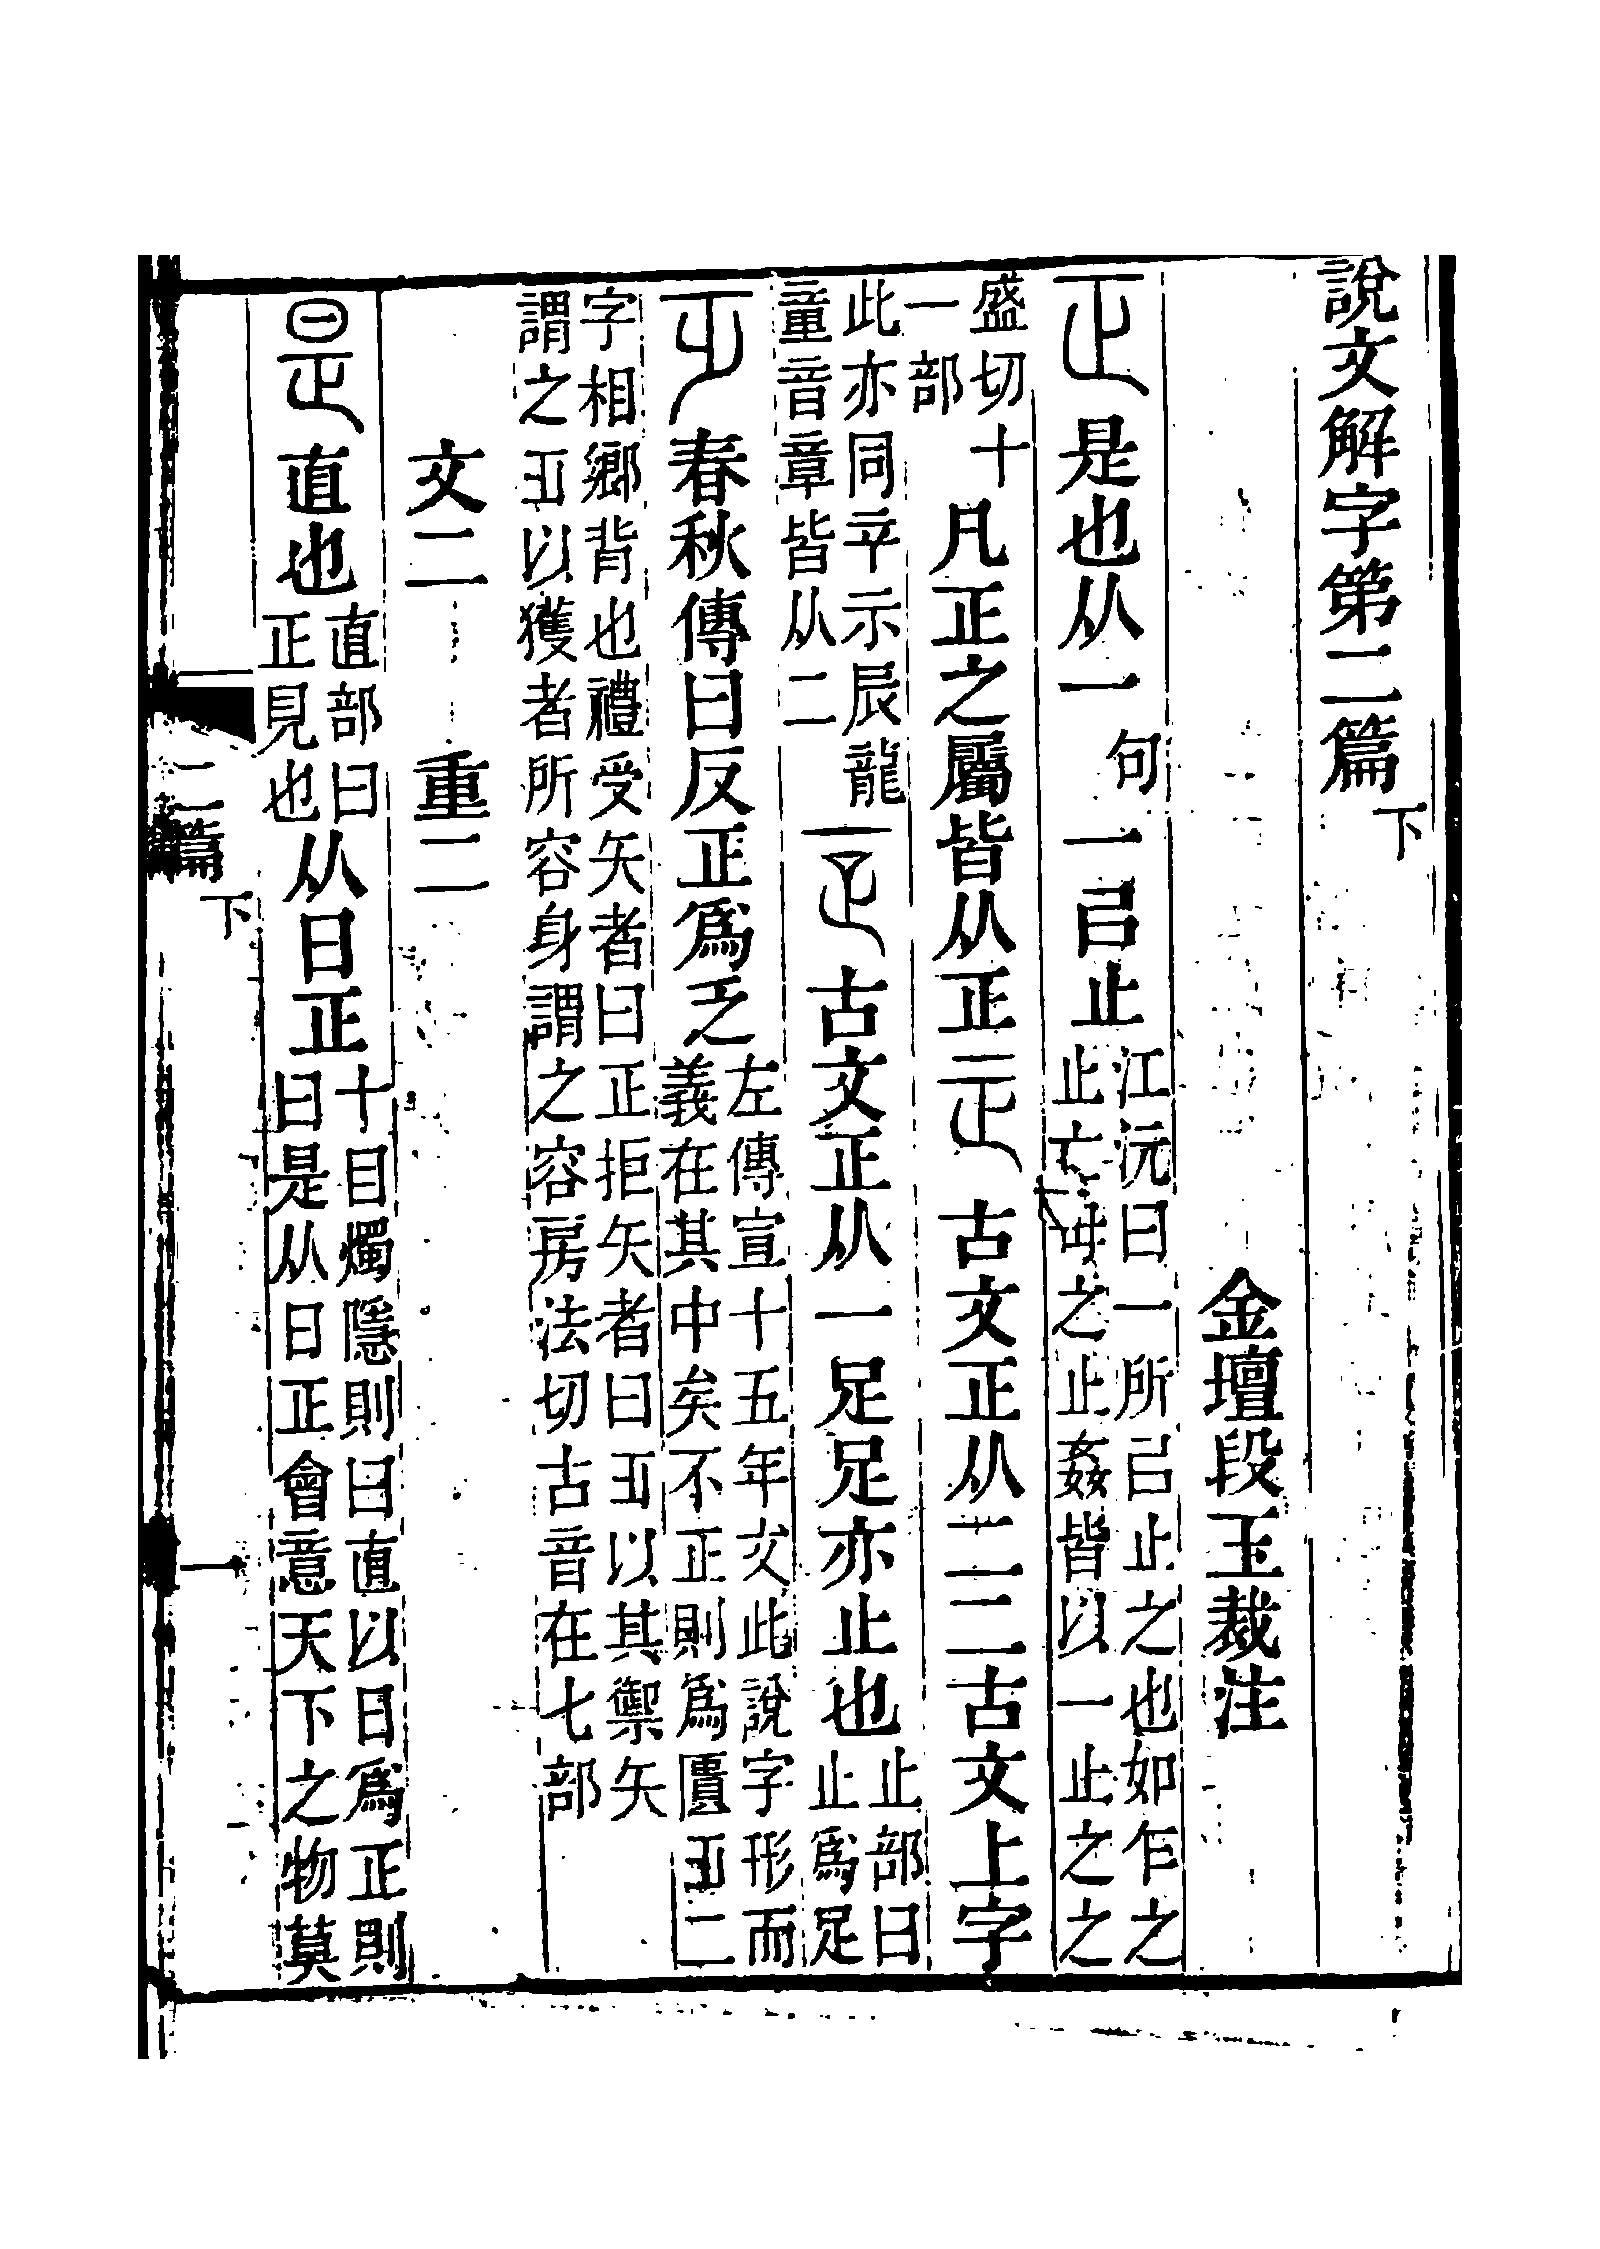 說文解字第二篇下
金壇段玉裁注
正是也从一句一㠯止江沅曰一所㠯止之也如乍之止亡毋之止姦皆以一止之之
盛切十一部凡正之屬皆从正𤴓古文正从二二古文上字
此亦同䇂示辰龍童音章皆从二𤴓古文正从一足足亦止也止部曰止爲足
乏春秋傳曰反正爲乏左傳宣十五年文此說字形而義在其中矣不正則爲匱乏二
字相鄉背也禮受矢者曰正拒矢者曰乏以其禦矢謂之乏以獲者所容身謂之容房法切古音在七部
文二 重二
是直也直部曰正見也从日正十目燭隱則曰直以日爲正則曰是从日正會意天下之物莫
二篇下 一